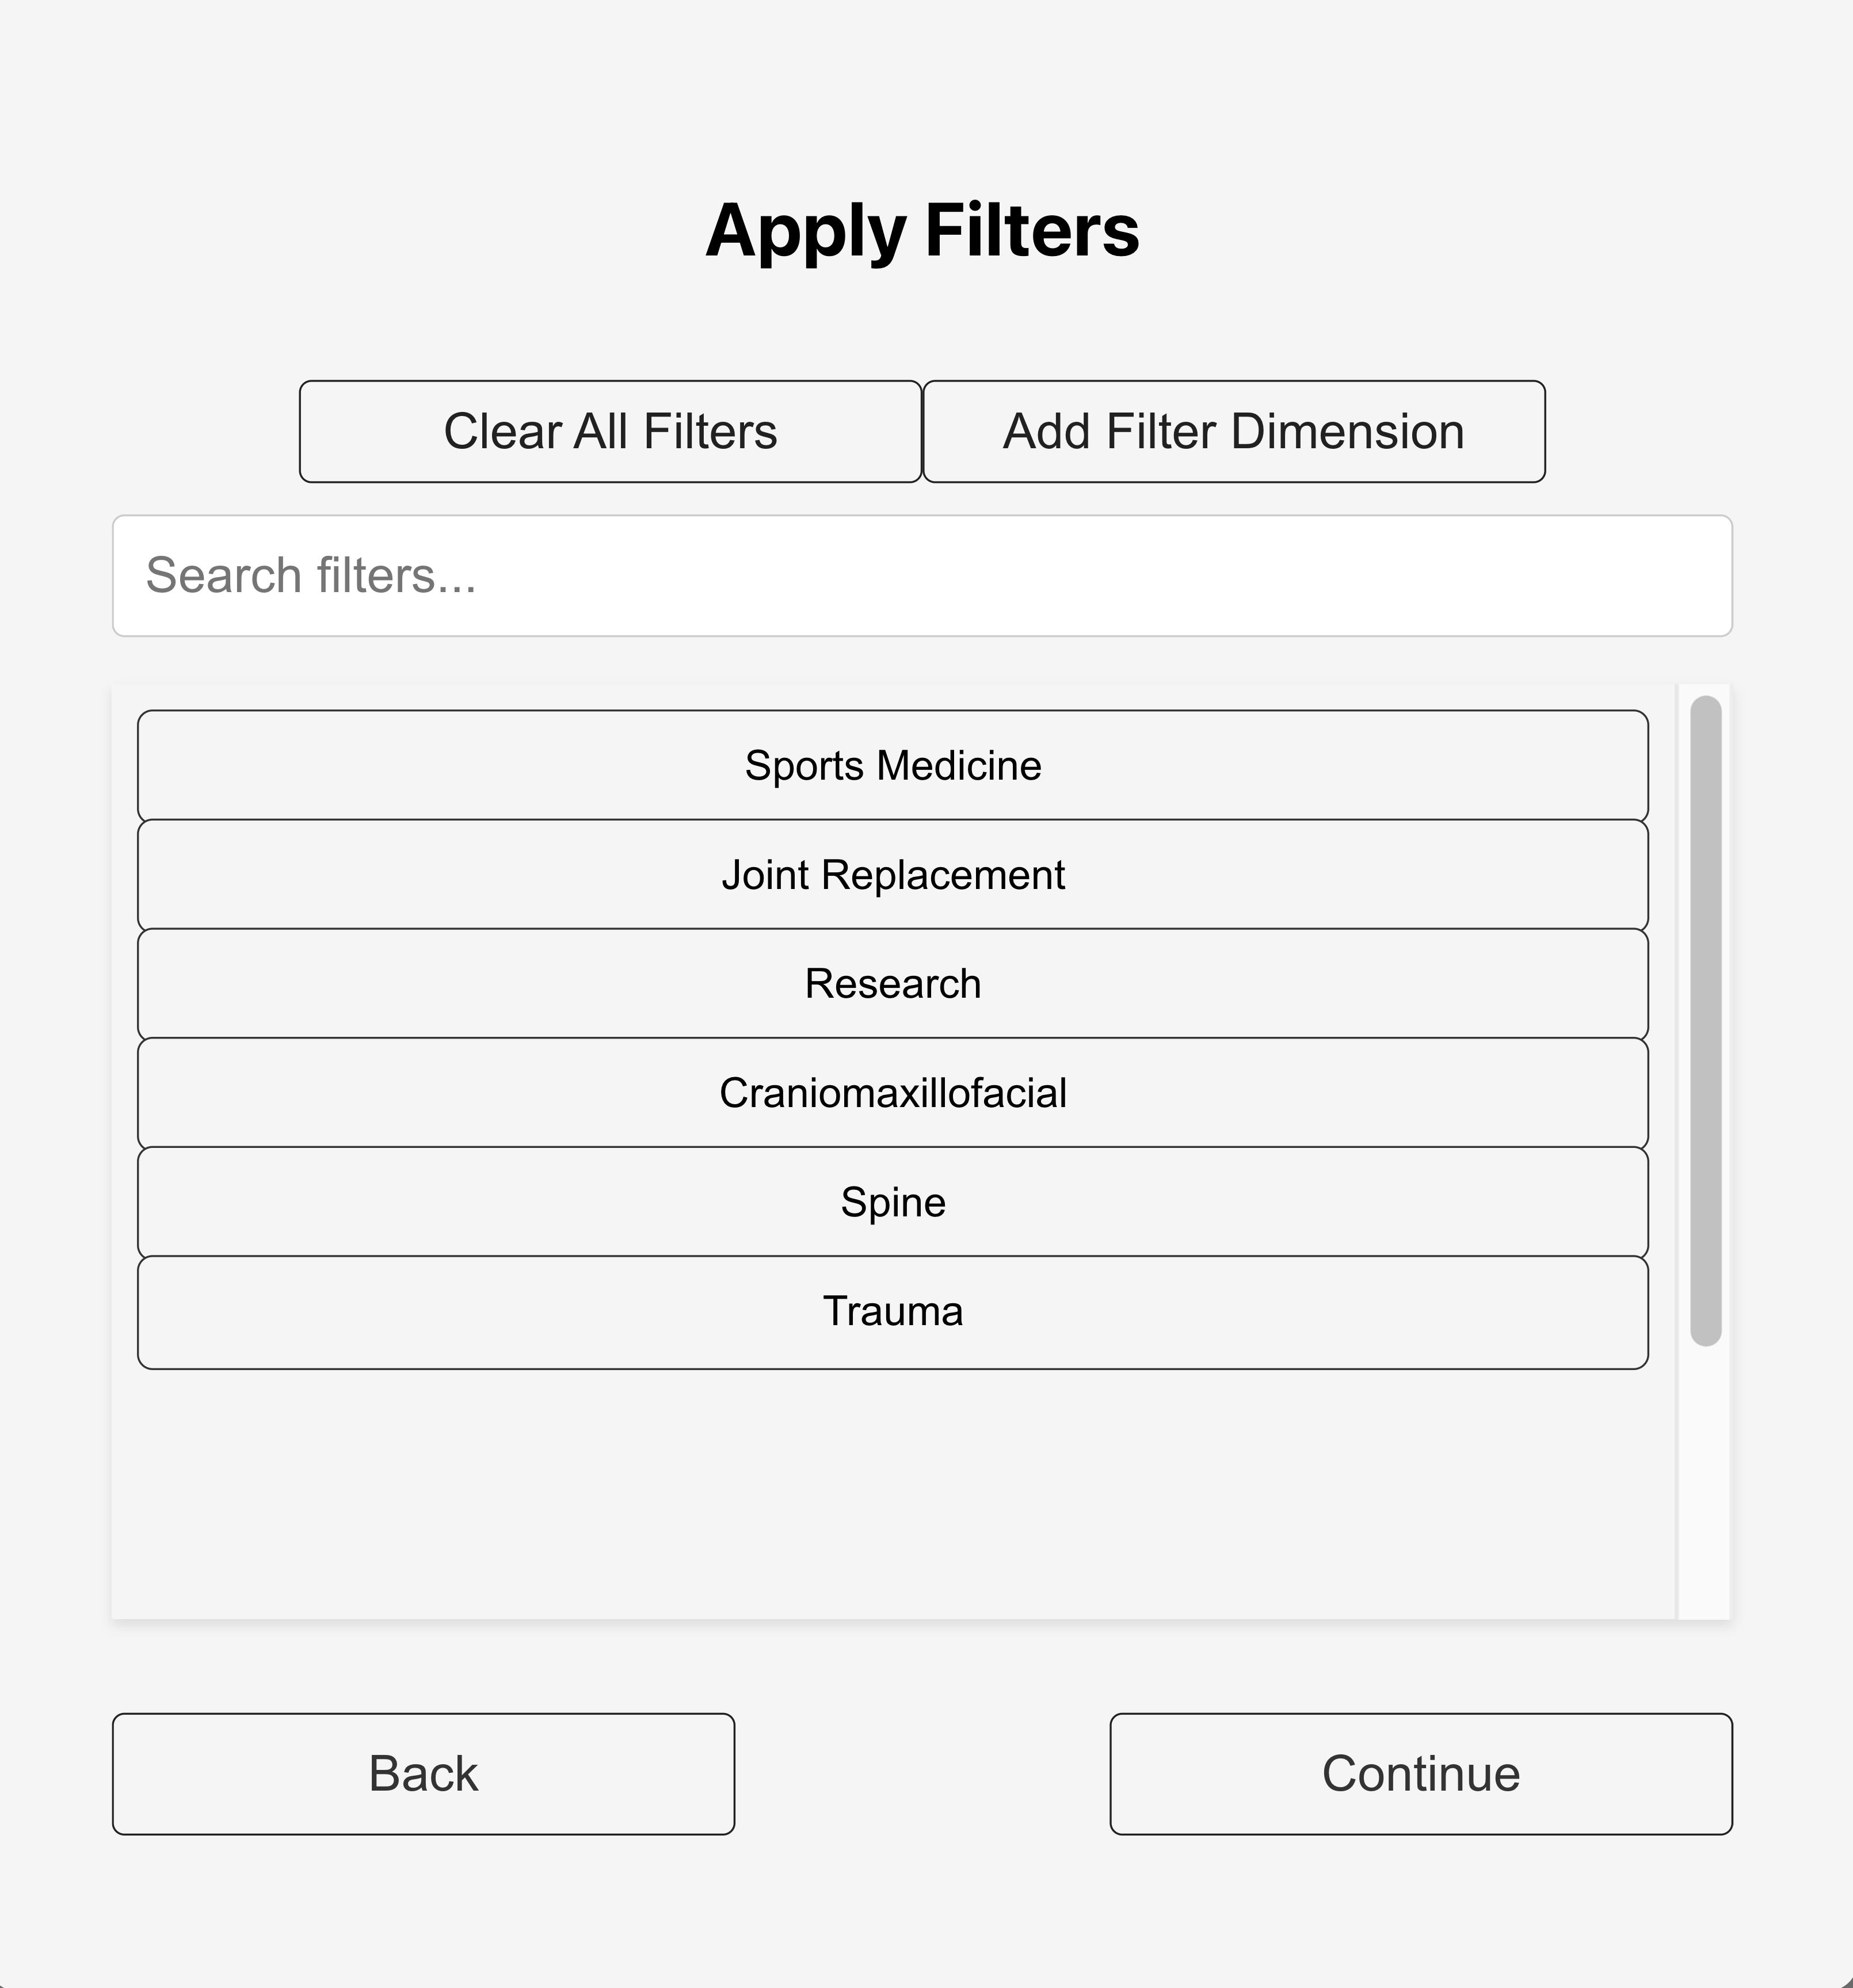 Apply Filters
Clear All Filters
Add Filter Dimension
Search filters...
Sports Medicine
Joint Replacement
Research
Craniomaxillofacial
Spine
Trauma
Back
Continue